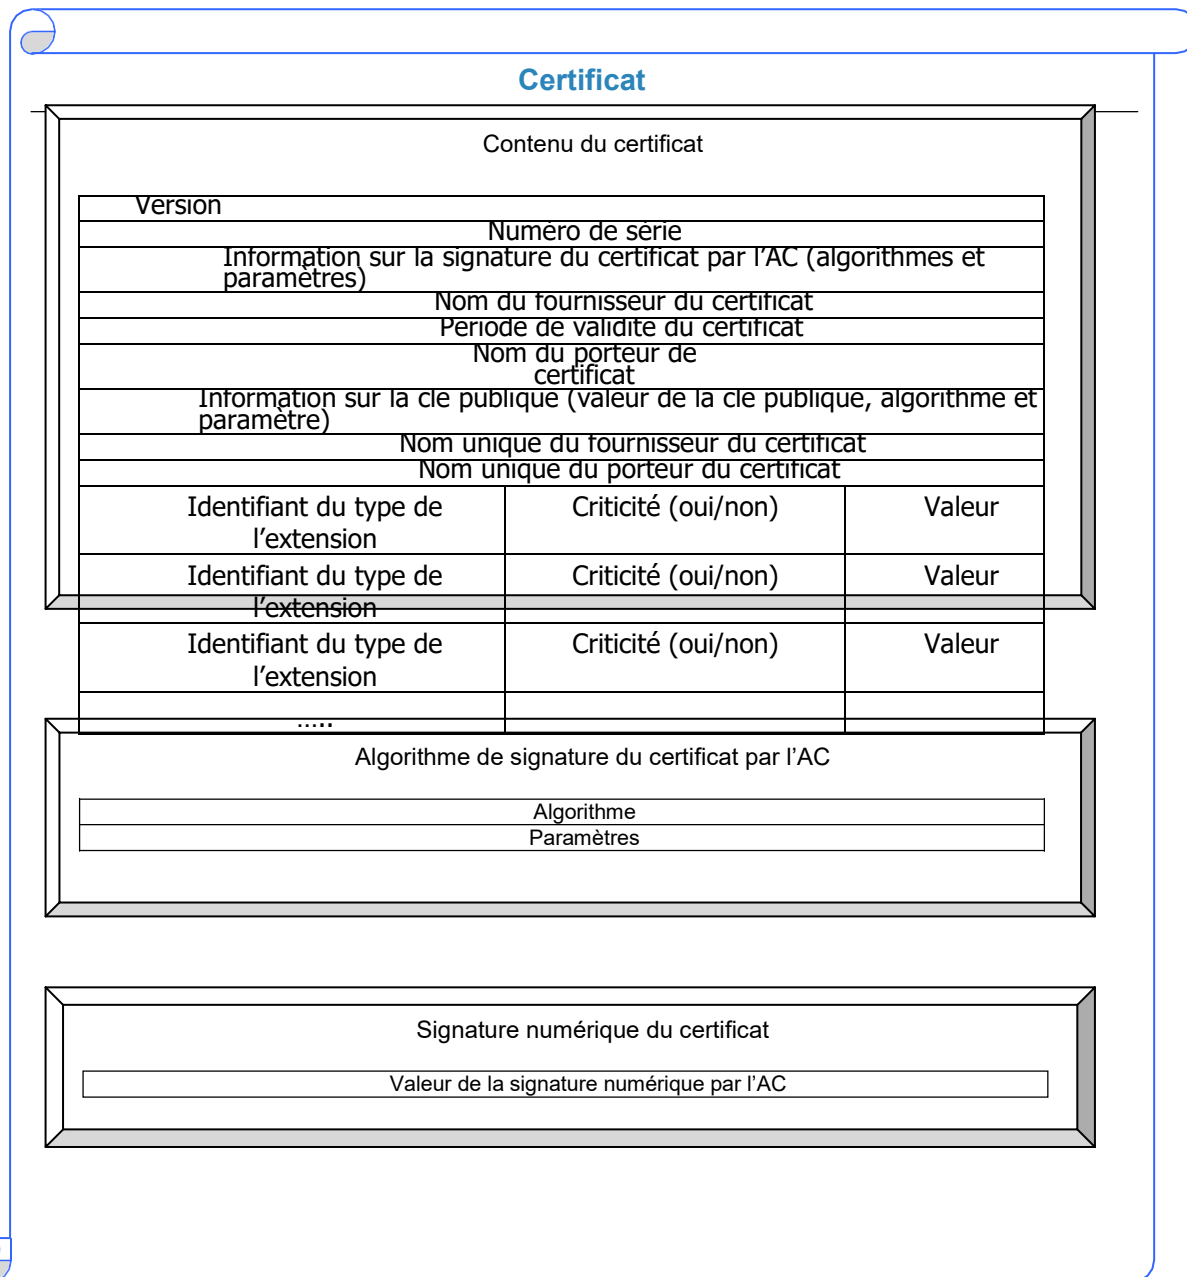 Certificat
Contenu du certificat
Version
Numéro de série
Information sur la signature du certificat par l’AC (algorithmes et
paramètres)
Nom du fournisseur du certificat
Période de validité du certificat
Nom du porteur de
certificat
Information sur la clé publique (valeur de la clé publique, algorithme et
paramètre)
Nom unique du fournisseur du certificat
Nom unique du porteur du certificat
Identifiant du type de Criticité (oui/non) Valeur
l’extension
Identifiant du type de Criticité (oui/non) Valeur
l’extension
Identifiant du type de Criticité (oui/non) Valeur
l’extension
…..
Algorithme de signature du certificat par l’AC
Algorithme
Paramètres
Signature numérique du certificat
Valeur de la signature numérique par l’AC